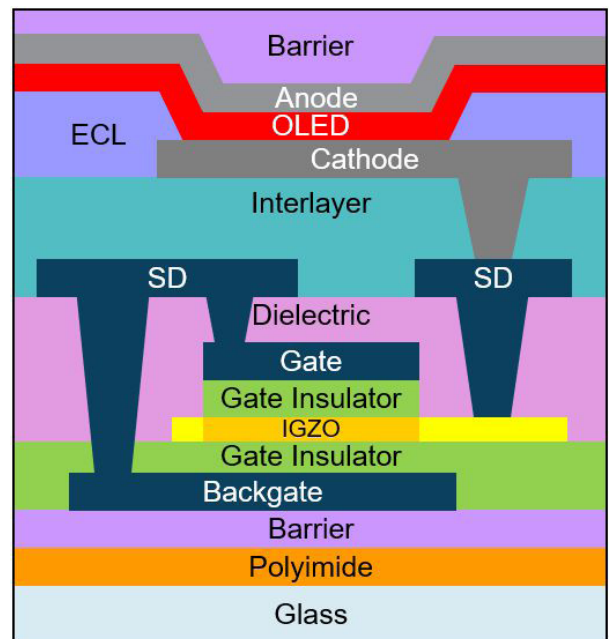 Barrier
Anode
OLED
ECL
Cathode
Interlayer
SD
SD
Dielectric
Gate
Gate Insulator
IGZO
Gate Insulator
Backgate
Barrier
Polyimide
Glass